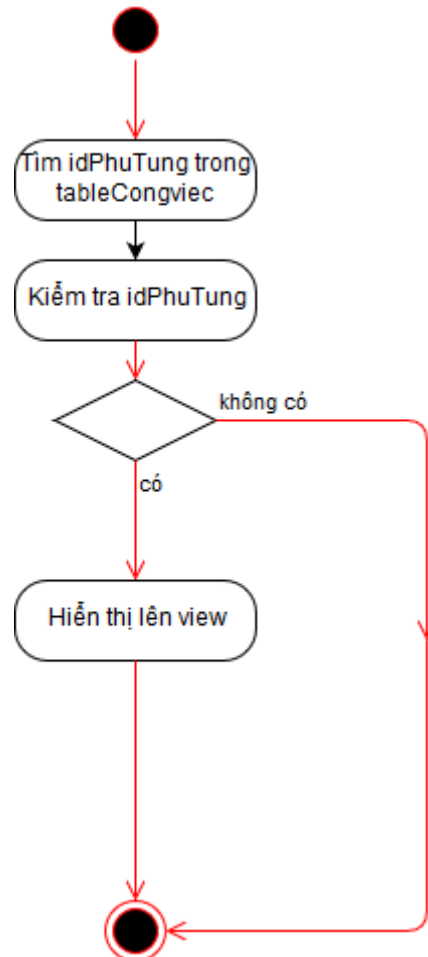 Tìm idPhuTung trong
tableCongviec
Kiểm tra idPhuTung
không có
có
Hiển thị lên view